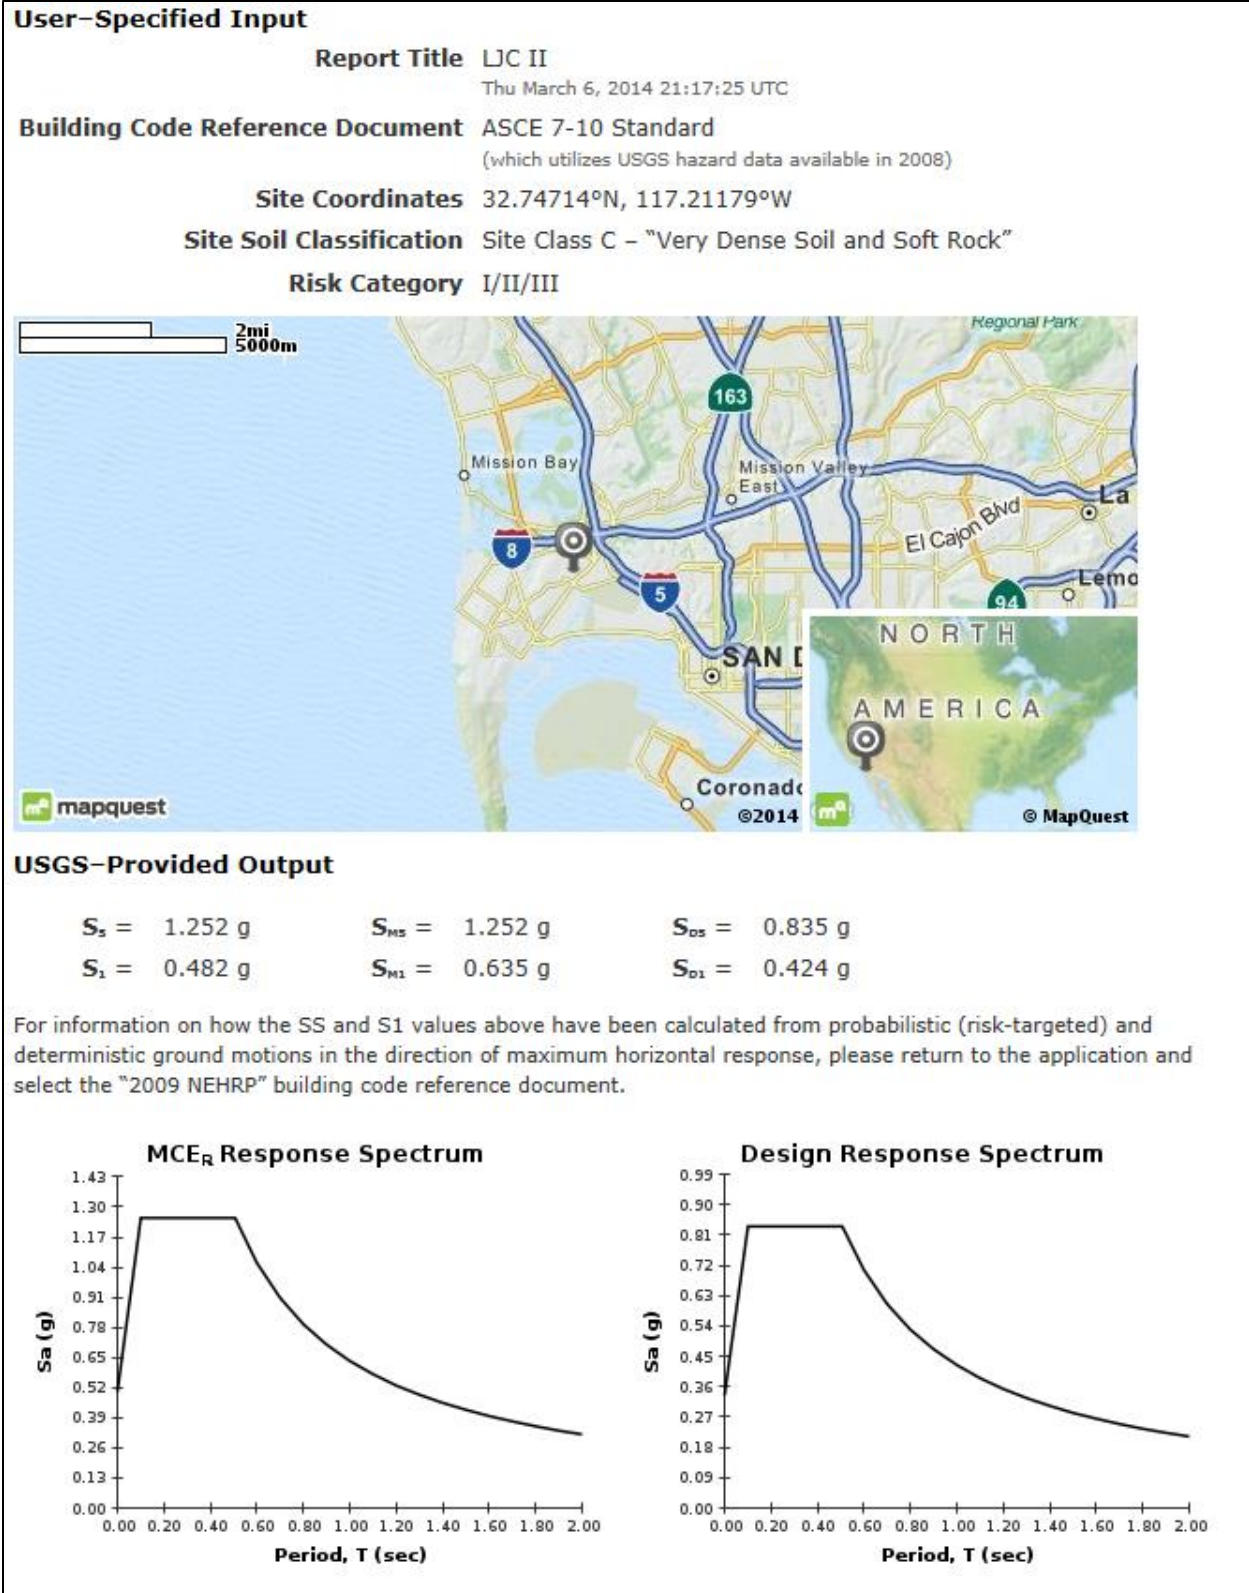 User–Specified Input
Report Title LJC II
Thu March 6, 2014 21:17:25 UTC
Building Code Reference Document ASCE 7-10 Standard
(which utilizes USGS hazard data available in 2008)
Site Coordinates 32.74714°N, 117.21179°W
Site Soil Classification Site Class C – “Very Dense Soil and Soft Rock”
Risk Category I/II/III
2mi
5000m
Regional Park
163
Mission Bay
Mission Valley
East
La
El Cajon Blvd
8
5
94
Lemo
SAN D
NORTH
AMERICA
Coronado
mapquest
©2014
m^q
© MapQuest
USGS–Provided Output
S_S = 1.252 g S_MS = 1.252 g S_DS = 0.835 g
S_1 = 0.482 g S_M1 = 0.635 g S_D1 = 0.424 g
For information on how the SS and S1 values above have been calculated from probabilistic (risk-targeted) and
deterministic ground motions in the direction of maximum horizontal response, please return to the application and
select the “2009 NEHRP” building code reference document.
MCE_R Response Spectrum
1.43
1.30
1.17
1.04
0.91
0.78
0.65
0.52
0.39
0.26
0.13
0.00
Sa (g)
0.00 0.20 0.40 0.60 0.80 1.00 1.20 1.40 1.60 1.80 2.00
Period, T (sec)
Design Response Spectrum
0.99
0.90
0.81
0.72
0.63
0.54
0.45
0.36
0.27
0.18
0.09
0.00
Sa (g)
0.00 0.20 0.40 0.60 0.80 1.00 1.20 1.40 1.60 1.80 2.00
Period, T (sec)